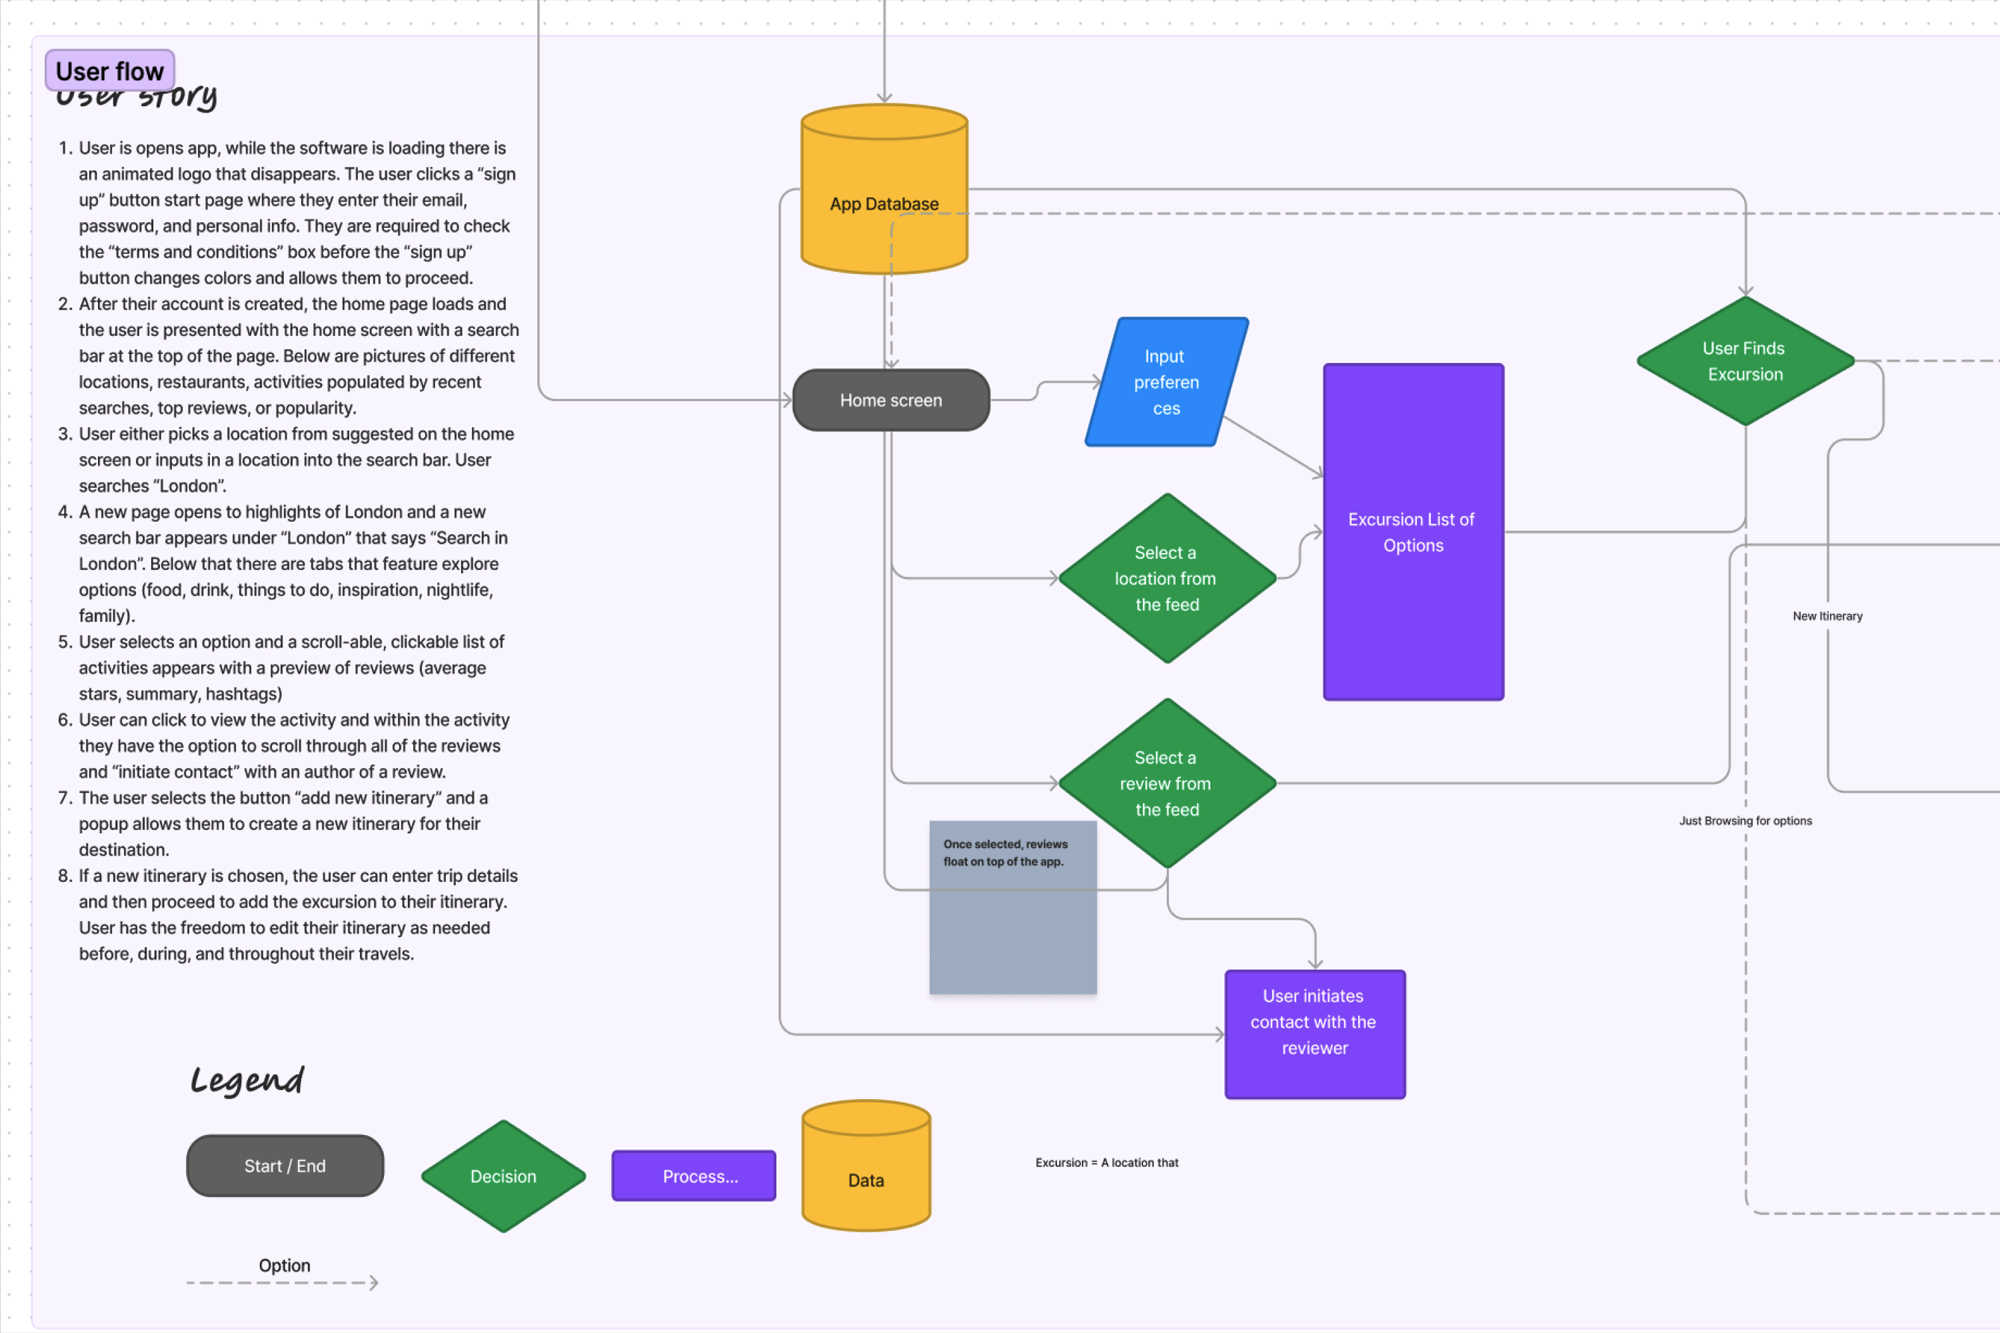 User flow
User story
1. User is opens app, while the software is loading there is
an animated logo that disappears. The user clicks a “sign
up” button start page where they enter their email,
password, and personal info. They are required to check
the “terms and conditions” box before the “sign up”
button changes colors and allows them to proceed.
2. After their account is created, the home page loads and
the user is presented with the home screen with a search
bar at the top of the page. Below are pictures of different
locations, restaurants, activities populated by recent
searches, top reviews, or popularity.
3. User either picks a location from suggested on the home
screen or inputs in a location into the search bar. User
searches “London”.
4. A new page opens to highlights of London and a new
search bar appears under “London” that says “Search in
London”. Below that there are tabs that feature explore
options (food, drink, things to do, inspiration, nightlife,
family).
5. User selects an option and a scroll-able, clickable list of
activities appears with a preview of reviews (average
stars, summary, hashtags)
6. User can click to view the activity and within the activity
they have the option to scroll through all of the reviews
and “initiate contact” with an author of a review.
7. The user selects the button “add new itinerary” and a
popup allows them to create a new itinerary for their
destination.
8. If a new itinerary is chosen, the user can enter trip details
and then proceed to add the excursion to their itinerary.
User has the freedom to edit their itinerary as needed
before, during, and throughout their travels.
App Database
Home screen
Input
preferen
ces
User Finds
Excursion
Excursion List of
Options
Select a
location from
the feed
New Itinerary
Select a
review from
the feed
Just Browsing for options
Once selected, reviews
float on top of the app.
User initiates
contact with the
reviewer
Legend
Start / End
Decision
Process...
Data
Excursion = A location that
Option